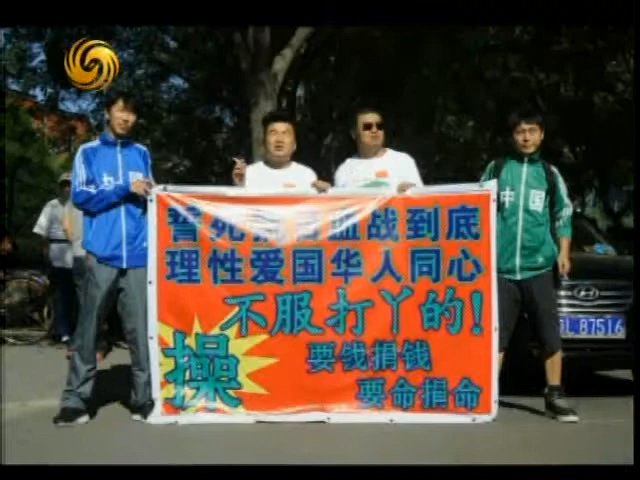 誓死
血战到底
理性爱国华人同心
不服打丫的!
操
要钱捐钱
要命捐命
中国
L 87516